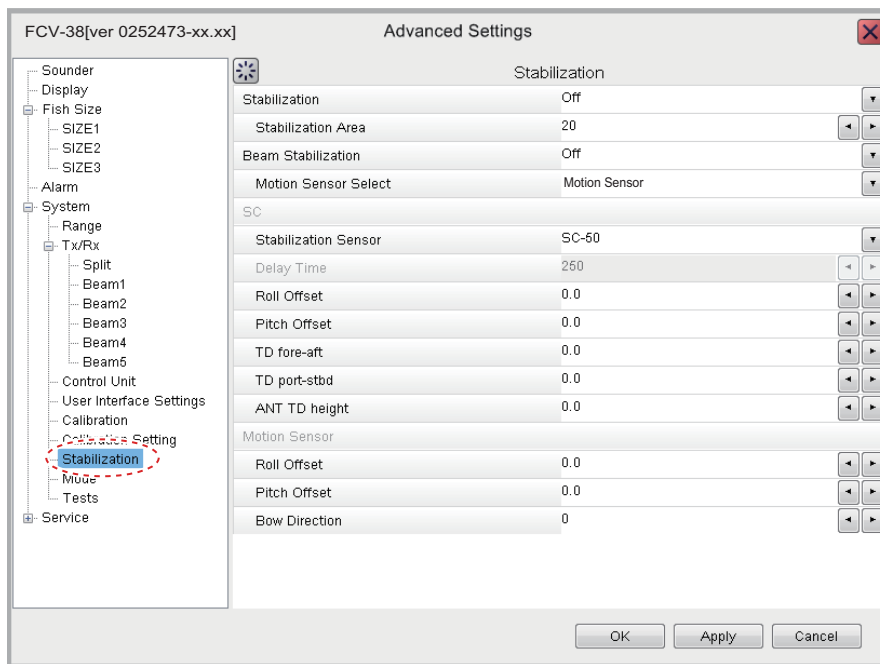 FCV-38[ver 0252473-xx.xx] Advanced Settings
Sounder
Display
Fish Size
SIZE1
SIZE2
SIZE3
Alarm
System
Range
Tx/Rx
Split
Beam1
Beam2
Beam3
Beam4
Beam5
Control Unit
User Interface Settings
Calibration
Calibration Setting
Stabilization
Mode
Tests
Service
Stabilization
Stabilization Off
Stabilization Area 20
Beam Stabilization Off
Motion Sensor Select Motion Sensor
SC
Stabilization Sensor SC-50
Delay Time 250
Roll Offset 0.0
Pitch Offset 0.0
TD fore-aft 0.0
TD port-stbd 0.0
ANT TD height 0.0
Motion Sensor
Roll Offset 0.0
Pitch Offset 0.0
Bow Direction 0
OK Apply Cancel